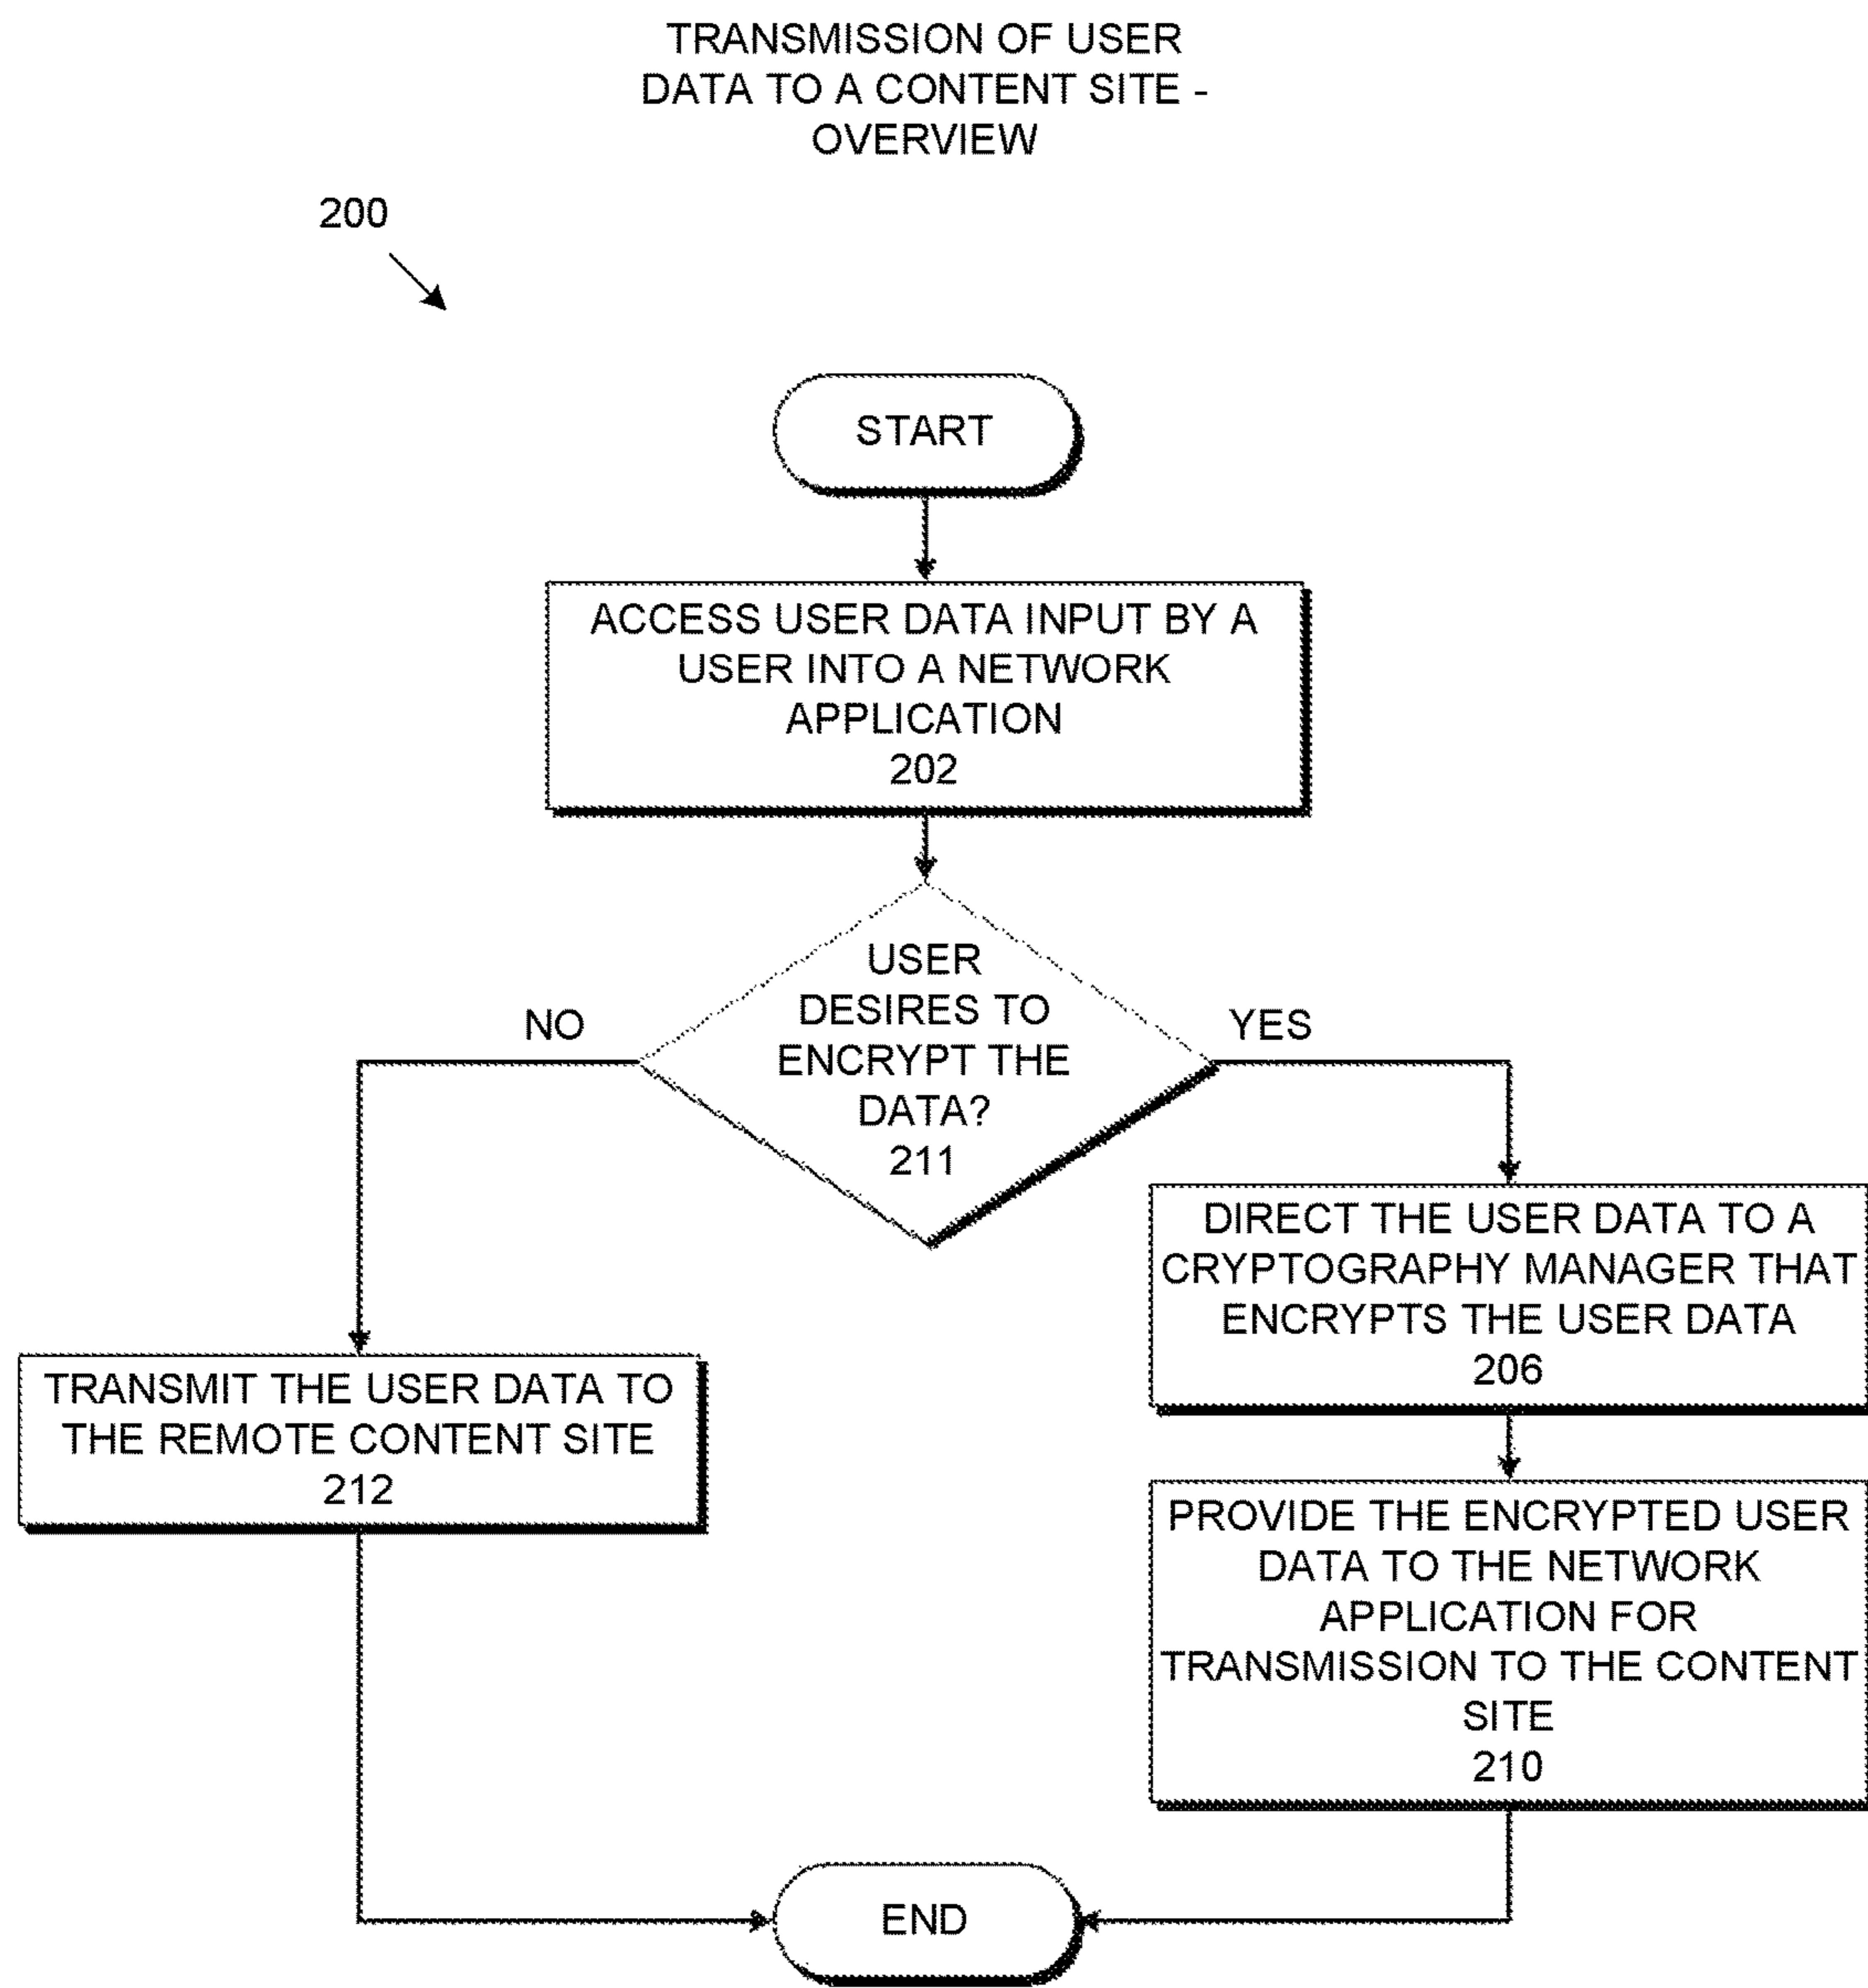 TRANSMISSION OF USER
DATA TO A CONTENT SITE -
OVERVIEW
200
START
ACCESS USER DATA INPUT BY A
USER INTO A NETWORK
APPLICATION
202
USER
DESIRES TO
ENCRYPT THE
DATA?
211
NO
YES
DIRECT THE USER DATA TO A
CRYPTOGRAPHY MANAGER THAT
ENCRYPTS THE USER DATA
206
TRANSMIT THE USER DATA TO
THE REMOTE CONTENT SITE
212
PROVIDE THE ENCRYPTED USER
DATA TO THE NETWORK
APPLICATION FOR
TRANSMISSION TO THE CONTENT
SITE
210
END